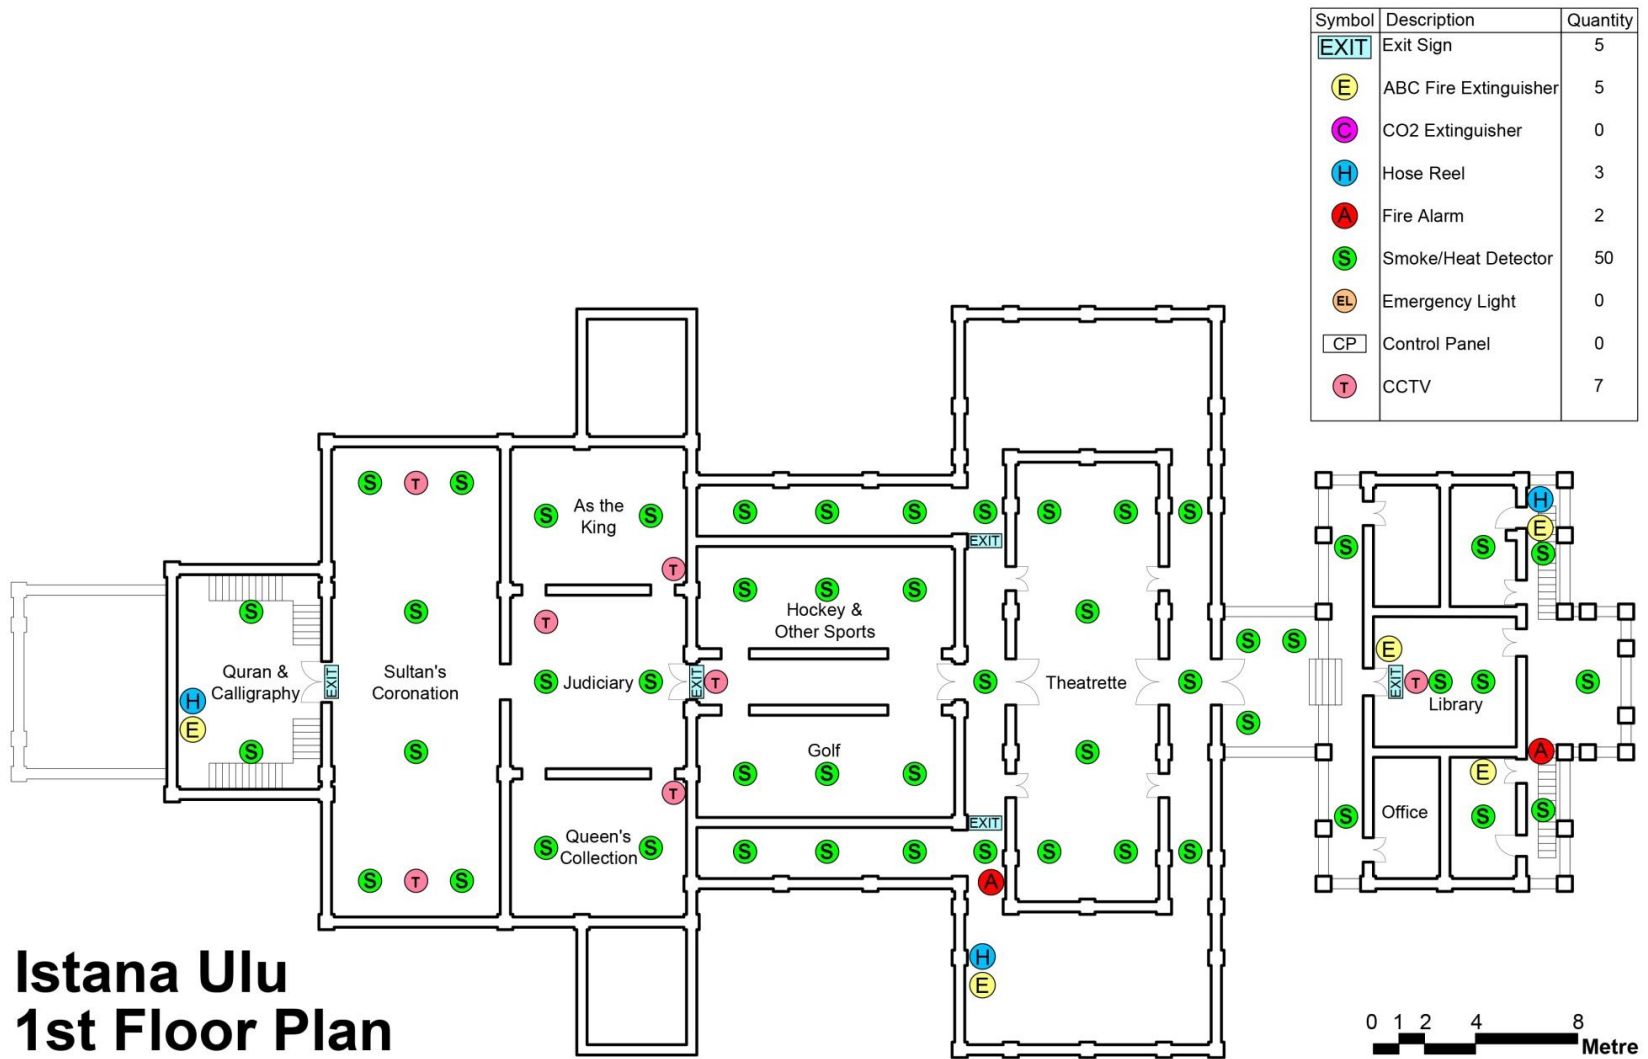 Symbol Description Quantity
EXIT Exit Sign 5
E ABC Fire Extinguisher 5
C CO2 Extinguisher 0
H Hose Reel 3
A Fire Alarm 2
S Smoke/Heat Detector 50
EL Emergency Light 0
CP Control Panel 0
T CCTV 7
S T S
As the
King
S S
S S S S S S S
H
E
EXIT
S S S
T
S S S
Hockey &
Other Sports
S S S
T
S S
E
Quran &
Calligraphy
EXIT
Sultan's
Coronation
S Judiciary S
EXIT
T
S
Theatrette
S
EXIT
T S S
Library
S
H
E
S
S S
Golf
S
A
S S S
E
T
EXIT
S Office S S
Queen's
Collection
S S
S S S S S S S
S T S
A
H
E
Istana Ulu
1st Floor Plan
0 1 2 4 8
Metre